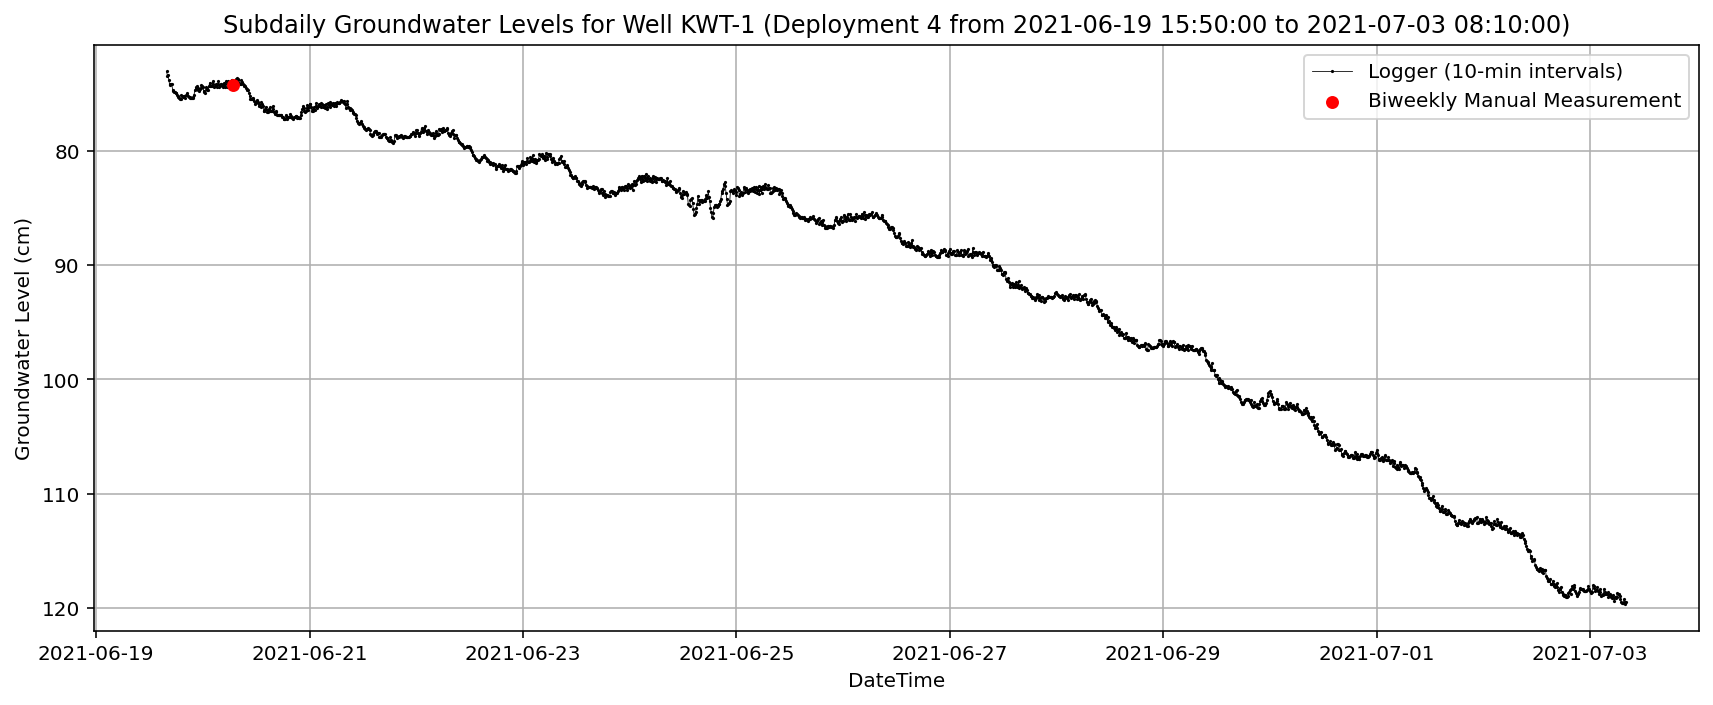 Subdaily Groundwater Levels for Well KWT-1 (Deployment 4 from 2021-06-19 15:50:00 to 2021-07-03 08:10:00)
Logger (10-min intervals)
Biweekly Manual Measurement
Groundwater Level (cm)
80
90
100
110
120
2021-06-19 2021-06-21 2021-06-23 2021-06-25 2021-06-27 2021-06-29 2021-07-01 2021-07-03
DateTime